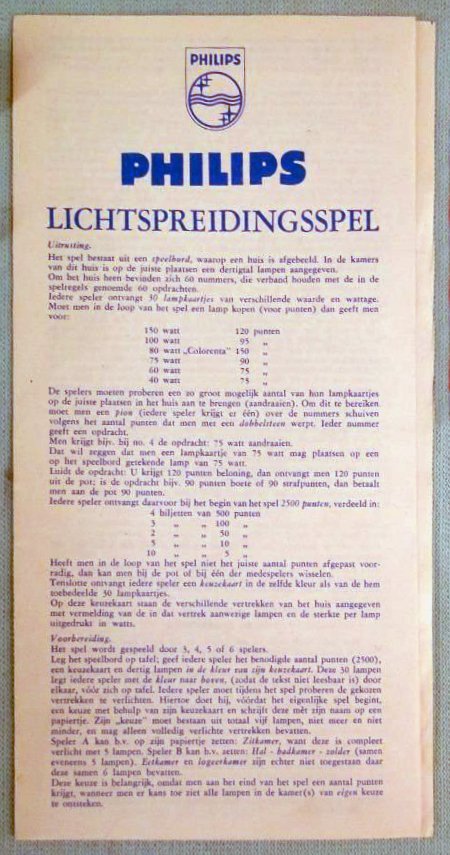 PHILIPS
PHILIPS
LICHTSPREIDINGSSPEL
Uitrusting.
Het spel bestaat uit een speelbord, waarop een huis is afgebeeld. In de kamers
van dit huis is op de juiste plaatsen een dertigtal lampen aangegeven.
Om het huis heen bevinden zich 60 nummers, die verband houden met de in de
spelregels genoemde 60 opdrachten.
Iedere speler ontvangt 30 lampkaartjes van verschillende waarde en wattage.
Moet men in de loop van het spel een lamp kopen (voor punten) dan geeft men
voor:
150 watt 120 punten
100 watt 95 „
80 watt „Colorenta" 150 „
75 watt 90 „
60 watt 75 „
40 watt 75 „
De spelers moeten proberen een zo groot mogelijk aantal van hun lampkaartjes
op de juiste plaatsen in het huis aan te brengen (aandraaien). Om dit te bereiken
moet men een pion (iedere speler krijgt er één) over de nummers schuiven
volgens het aantal punten dat men met een dobbelsteen werpt. Ieder nummer
geeft een opdracht.
Men krijgt bijv. bij no. 4 de opdracht: 75 watt aandraaien.
Dat wil zeggen dat men een lampkaartje van 75 watt mag plaatsen op een
op het speelbord getekende lamp van 75 watt.
Luidt de opdracht: U krijgt 120 punten beloning, dan ontvangt men 120 punten
uit de pot; is de opdracht bijv. 90 punten boete of 90 strafpunten, dan betaalt
men aan de pot 90 punten.
Iedere speler ontvangt daarvoor bij het begin van het spel 2500 punten, verdeeld in:
4 biljetten van 500 punten
3 „ „ 100 „
2 „ „ 50 „
5 „ „ 10 „
10 „ „ 5 „
Heeft men in de loop van het spel niet het juiste aantal punten afgepast voor-
radig, dan kan men bij de pot of bij één der medespelers wisselen.
Tenslotte ontvangt iedere speler een keuzekaart in de zelfde kleur als van de hem
toebedeelde 30 lampkaartjes.
Op deze keuzekaart staan de verschillende vertrekken van het huis aangegeven
met vermelding van de in dat vertrek aanwezige lampen en de sterkte per lamp
uitgedrukt in watts.
Voorbereiding.
Het spel wordt gespeeld door 3, 4, 5 of 6 spelers.
Leg het speelbord op tafel; geef iedere speler het benodigde aantal punten (2500),
een keuzekaart en dertig lampen in de kleur van zijn keuzekaart. Deze 30 lampen
legt iedere speler met de kleur naar boven, (zodat de tekst niet leesbaar is) door
elkaar, vóór zich op tafel. Iedere speler moet tijdens het spel proberen de gekozen
vertrekken te verlichten. Hiertoe doet hij, vóórdat het eigenlijke spel begint,
een keuze met behulp van zijn keuzekaart en schrijft deze mét zijn naam op een
papiertje. Zijn „keuze" moet bestaan uit totaal vijf lampen, niet meer en niet
minder, en mag alleen volledig verlichte vertrekken bevatten.
Speler A kan b.v. op zijn papiertje zetten: Zitkamer, want deze is compleet
verlicht met 5 lampen. Speler B kan b.v. zetten: Hal - badkamer - zolder (samen
eveneens 5 lampen). Eetkamer en logeerkamer zijn echter niet toegestaan daar
deze samen 6 lampen bevatten.
Deze keuze is belangrijk, omdat men aan het eind van het spel een aantal punten
krijgt, wanneer men er kans toe ziet alle lampen in de kamer(s) van eigen keuze
te ontsteken.